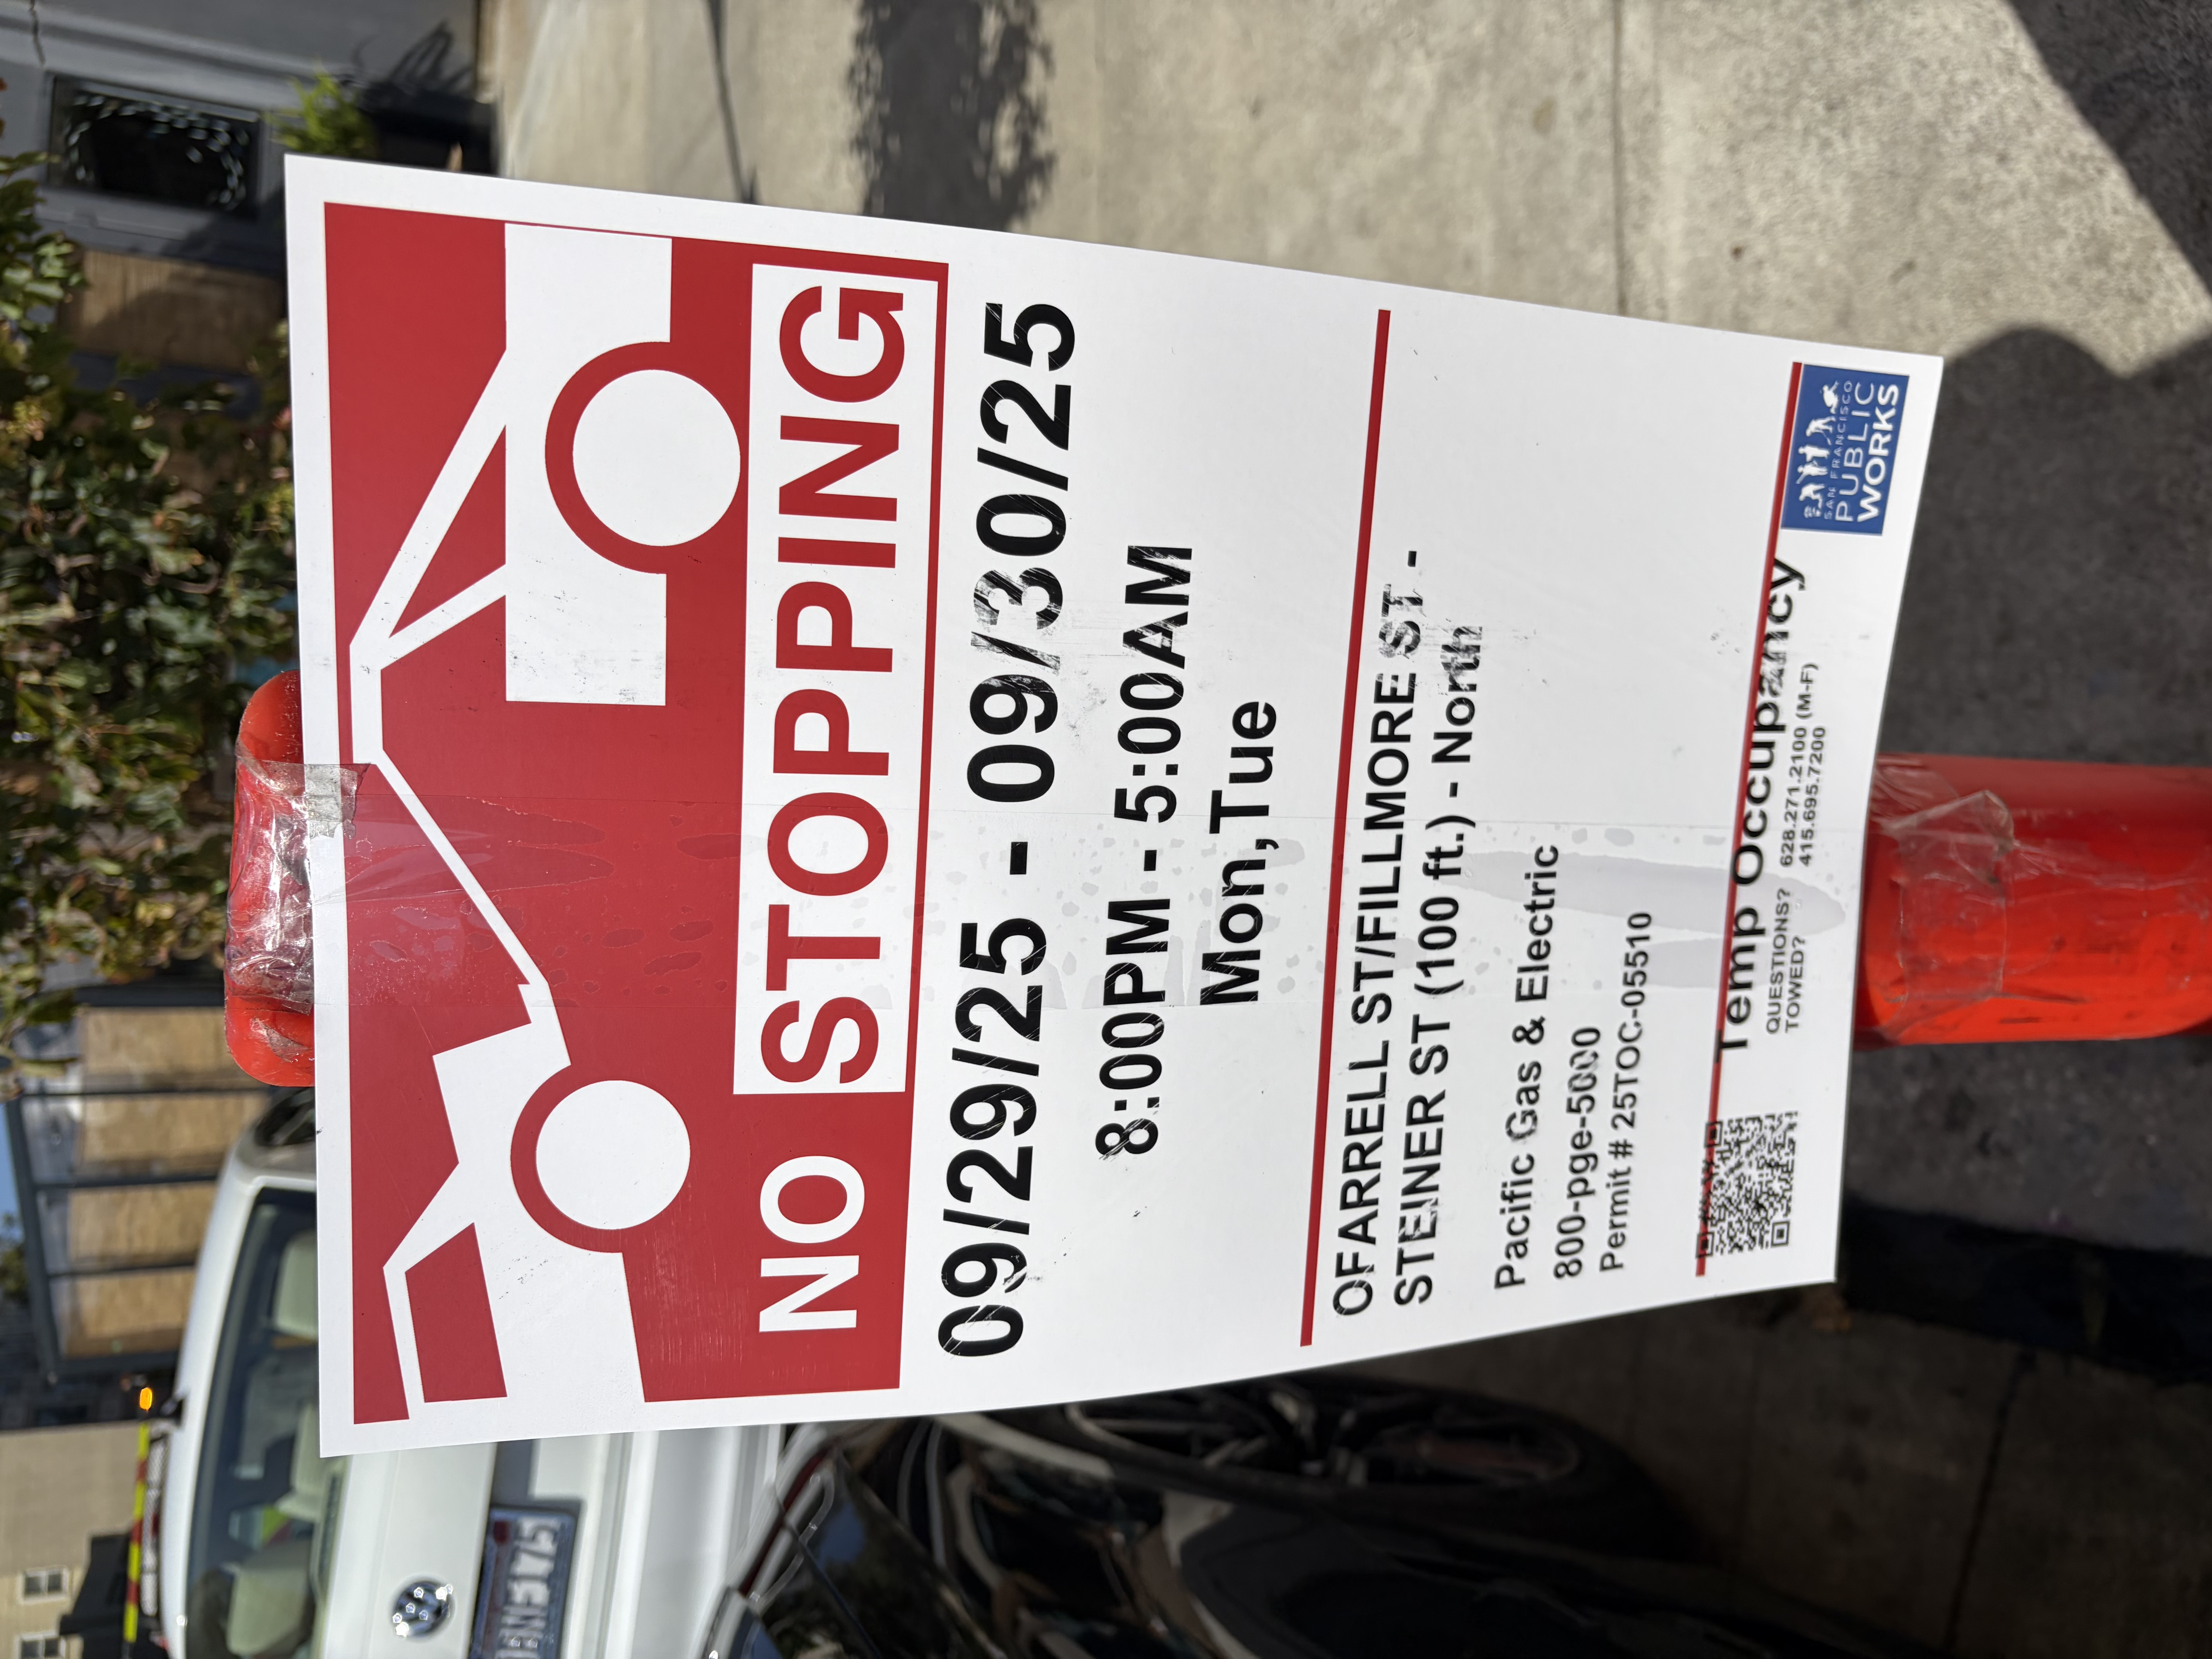 NO STOPPING
09/29/25 - 09/30/25
8:00PM - 5:00AM
Mon,Tue
OFARRELL ST/FILLMORE ST -
STEINER ST (100 ft.) - North
Pacific Gas & Electric
800-pge-5000
Permit # 25TOC-05510
Temp Occupancy
QUESTIONS? 628.271.2100 (M-F)
TOWED? 415.695.7200
SAN FRANCISCO
PUBLIC
WORKS